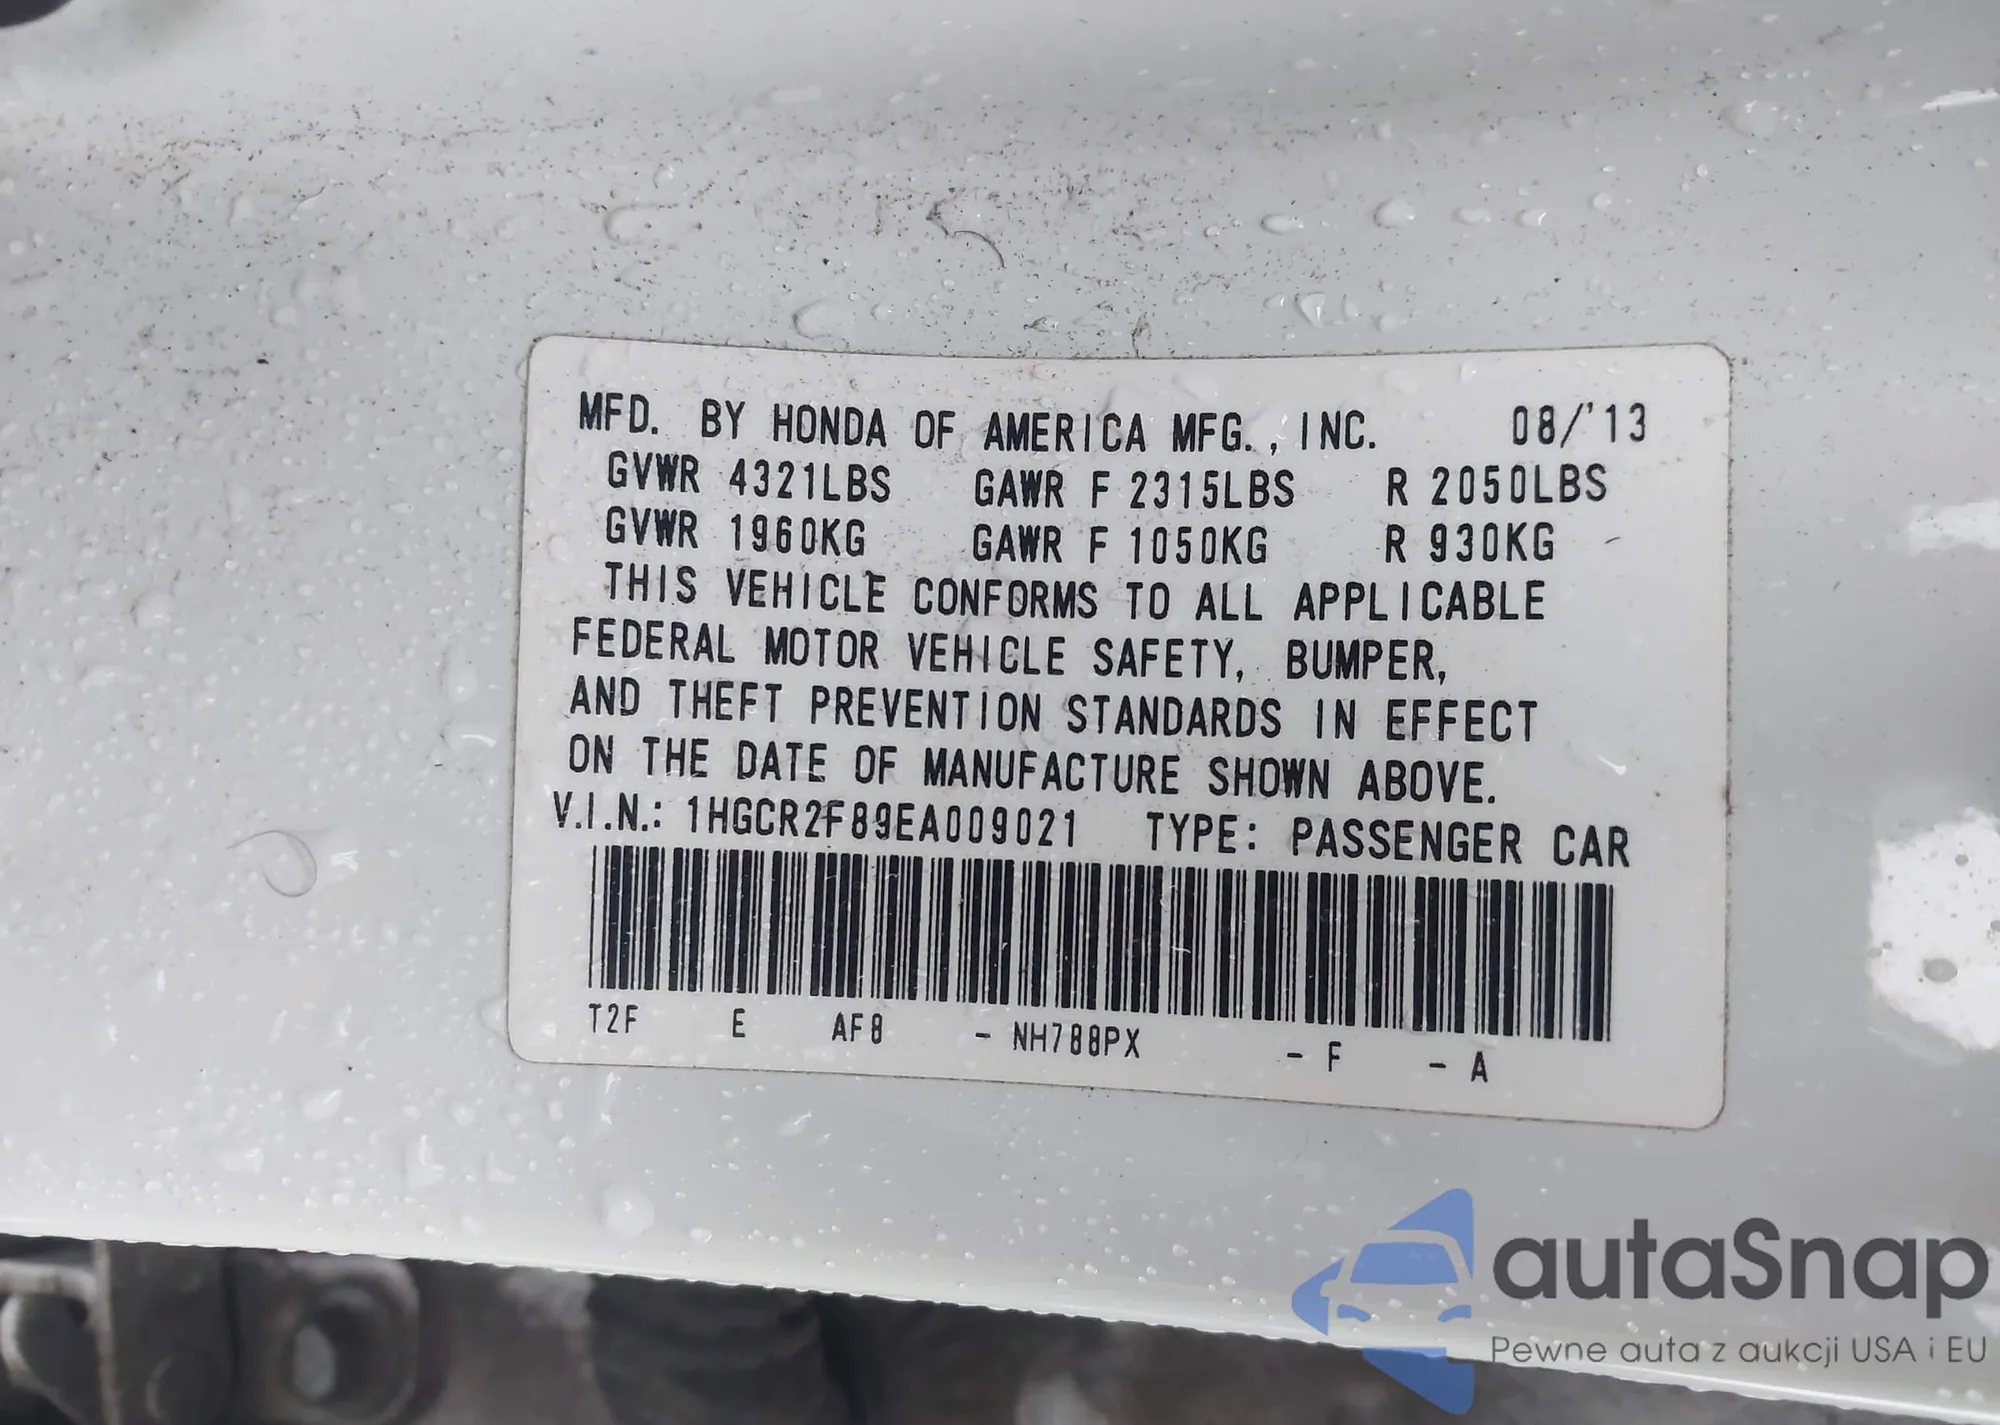 MFD. BY HONDA OF AMERICA MFG., INC. 08/'13
GVWR 4321LBS GAWR F 2315LBS R 2050LBS
GVWR 1960KG GAWR F 1050KG R 930KG
THIS VEHICLE CONFORMS TO ALL APPLICABLE
FEDERAL MOTOR VEHICLE SAFETY, BUMPER,
AND THEFT PREVENTION STANDARDS IN EFFECT
ON THE DATE OF MANUFACTURE SHOWN ABOVE.
V.I.N.: 1HGCR2F89EA009021 TYPE: PASSENGER CAR
T2F E AF8 - NH788PX - F - A
autaSnap
Pewne auta z aukcji USA i EU